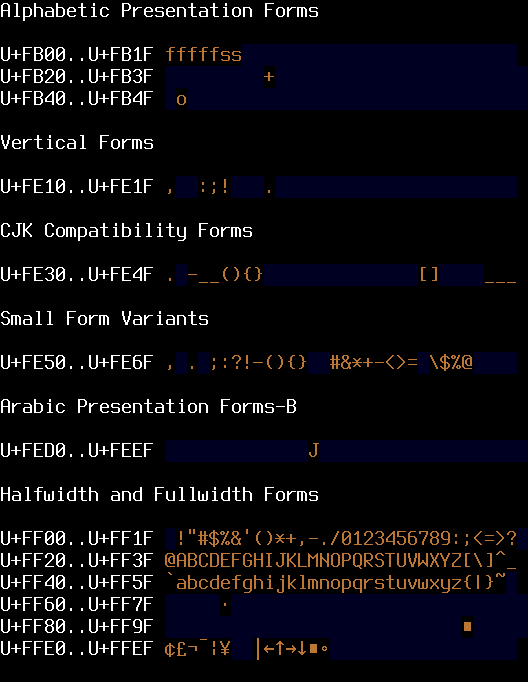 Alphabetic Presentation Forms
U+FB00..U+FB1F fffffss
U+FB20..U+FB3F          +
U+FB40..U+FB4F  o
Vertical Forms
U+FE10..U+FE1F ,  :;!   .
CJK Compatibility Forms
U+FE30..U+FE4F . -__(){}              []    ___
Small Form Variants
U+FE50..U+FE6F , . ;:?!-(){}  #&*+-<>= \$%@
Arabic Presentation Forms-B
U+FED0..U+FEEF              J
Halfwidth and Fullwidth Forms
U+FF00..U+FF1F  !"#$%&'()*+,-./0123456789:;<=>?
U+FF20..U+FF3F @ABCDEFGHIJKLMNOPQRSTUVWXYZ[\]^_
U+FF40..U+FF5F `abcdefghijklmnopqrstuvwxyz{|}~
U+FF60..U+FF7F      ·
U+FF80..U+FF9F                            ▪
U+FFE0..U+FFEF ¢£¬¯¦¥  │←↑→↓▪◦